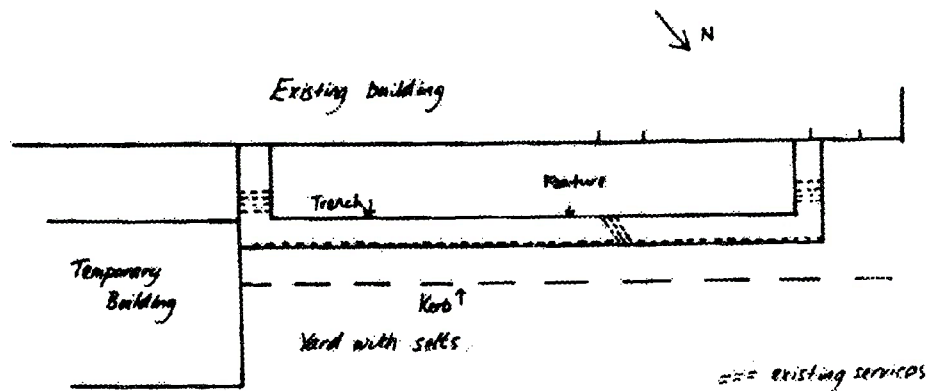 N
Existing building
Trench
Feature
Temporary
Building
Kerb
Yard with setts
existing services